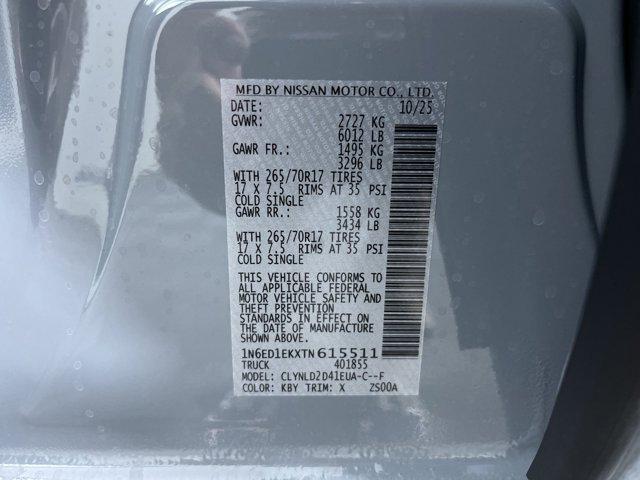 MFD BY NISSAN MOTOR CO., LTD.
DATE: 10/25
GVWR: 2727 KG
6012 LB
GAWR FR.: 1495 KG
3296 LB
WITH 265/70R17 TIRES
17 X 7.5 RIMS AT 35 PSI
COLD SINGLE
GAWR RR.: 1558 KG
3434 LB
WITH 265/70R17 TIRES
17 X 7.5 RIMS AT 35 PSI
COLD SINGLE
THIS VEHICLE CONFORMS TO
ALL APPLICABLE FEDERAL
MOTOR VEHICLE SAFETY AND
THEFT PREVENTION
STANDARDS IN EFFECT ON
THE DATE OF MANUFACTURE
SHOWN ABOVE.
1N6ED1EKXTN615511
TRUCK 401855
MODEL: CLYNLD2D41EUA-C--F
COLOR: KBY TRIM: X ZS00A